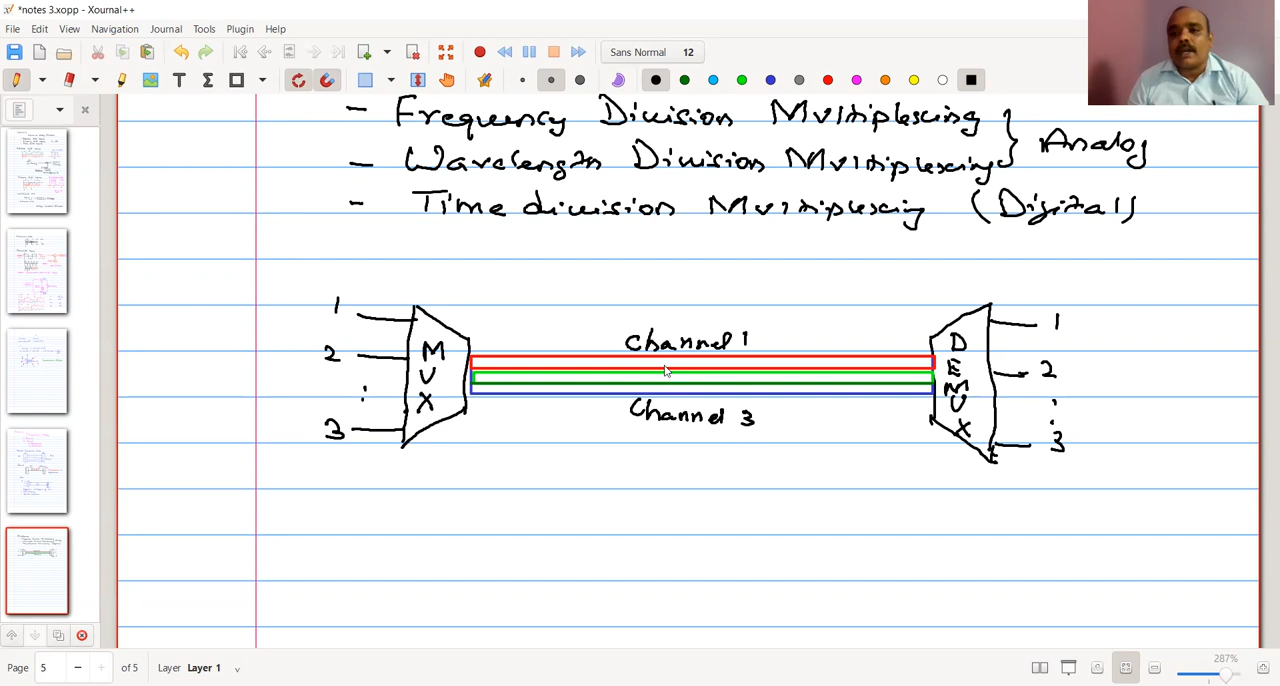 *notes 3.xopp - Xournal++
File Edit View Navigation Journal Tools Plugin Help
Sans Normal 12
- Frequency Division Multiplexing
- Wavelength Division Multiplexing } Analog
- Time division Multiplexing (Digital)
1 Channel 1 1
2 MUX DEMUX 2
3 Channel 3 3
Page 5 of 5 Layer Layer 1 287%